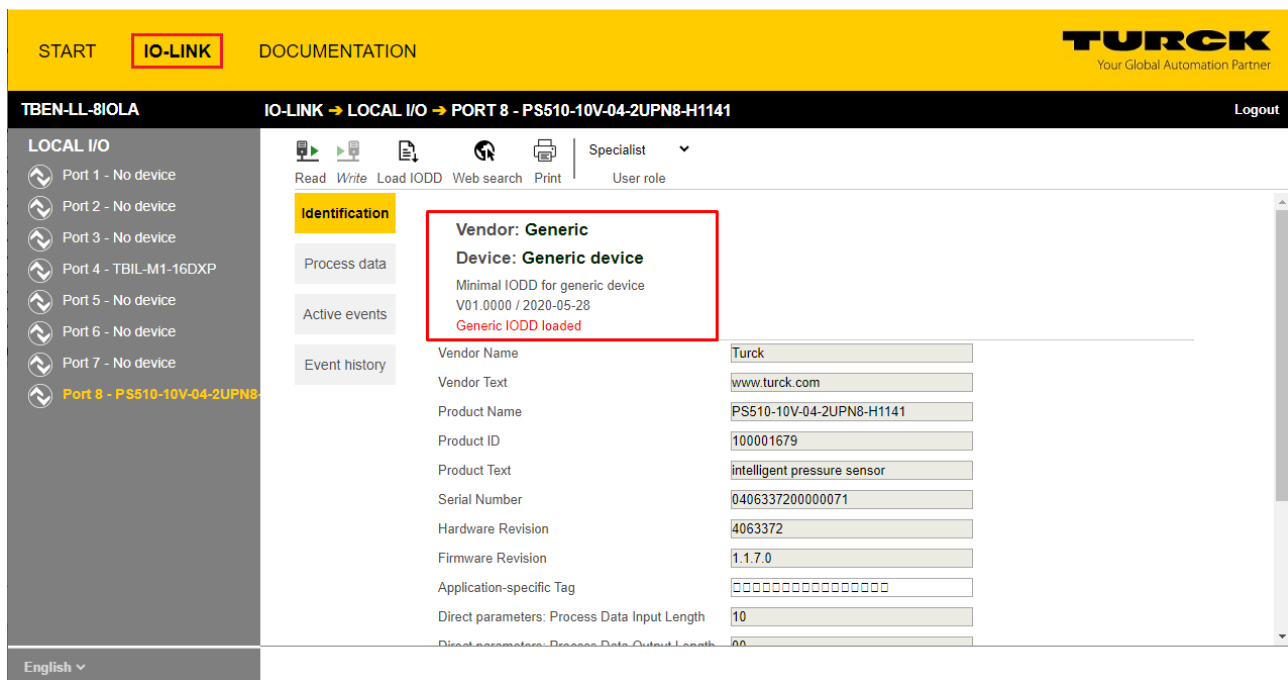 START IO-LINK DOCUMENTATION
TURCK
Your Global Automation Partner
TBEN-LL-8IOLA
IO-LINK ➔ LOCAL I/O ➔ PORT 8 - PS510-10V-04-2UPN8-H1141
Logout
LOCAL I/O
Port 1 - No device
Port 2 - No device
Port 3 - No device
Port 4 - TBIL-M1-16DXP
Port 5 - No device
Port 6 - No device
Port 7 - No device
Port 8 - PS510-10V-04-2UPN8-
English
Read Write Load IODD Web search Print
Specialist
User role
Identification
Process data
Active events
Event history
Vendor: Generic
Device: Generic device
Minimal IODD for generic device
V01.0000 / 2020-05-28
Generic IODD loaded
Vendor Name Turck
Vendor Text www.turck.com
Product Name PS510-10V-04-2UPN8-H1141
Product ID 100001679
Product Text intelligent pressure sensor
Serial Number 0406337200000071
Hardware Revision 4063372
Firmware Revision 1.1.7.0
Application-specific Tag □□□□□□□□□□□□□□□□
Direct parameters: Process Data Input Length 10
Direct parameters: Process Data Output Length 00